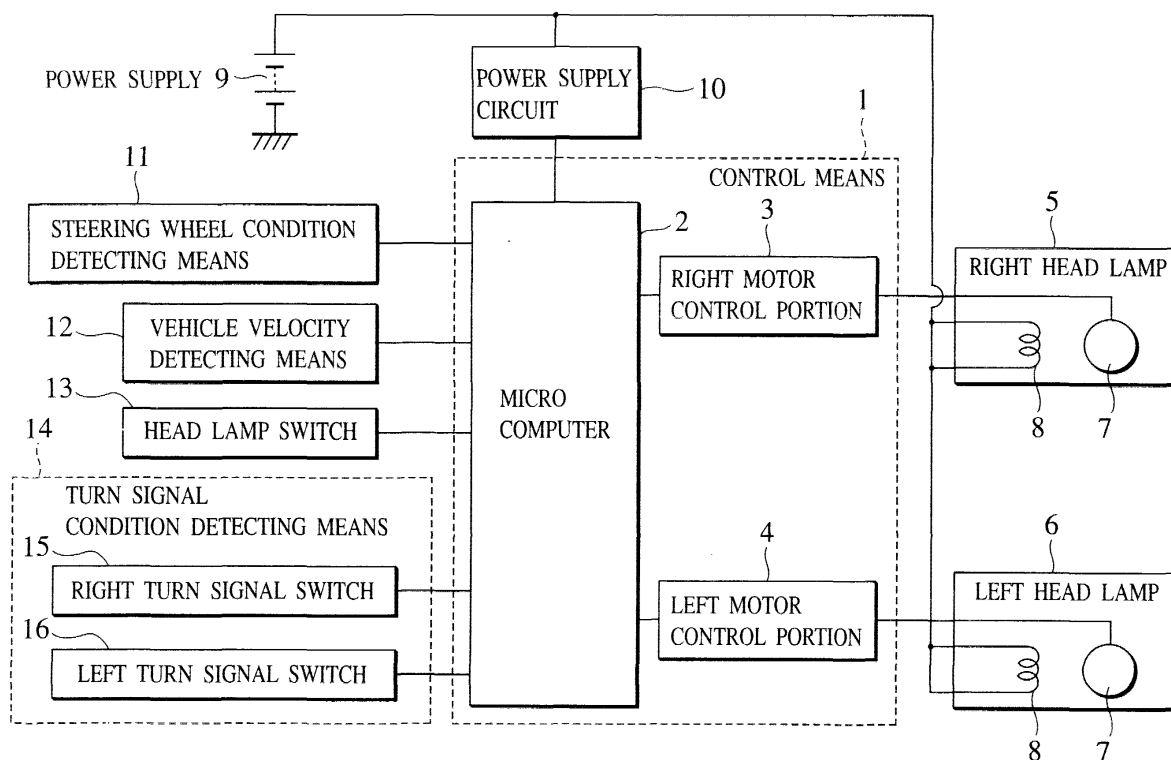 POWER SUPPLY 9
POWER SUPPLY
CIRCUIT
10
1
CONTROL MEANS
11
STEERING WHEEL CONDITION
DETECTING MEANS
12
VEHICLE VELOCITY
DETECTING MEANS
13
HEAD LAMP SWITCH
14
TURN SIGNAL
CONDITION DETECTING MEANS
15
RIGHT TURN SIGNAL SWITCH
16
LEFT TURN SIGNAL SWITCH
2
MICRO
COMPUTER
3
RIGHT MOTOR
CONTROL PORTION
4
LEFT MOTOR
CONTROL PORTION
5
RIGHT HEAD LAMP
8
7
6
LEFT HEAD LAMP
8
7